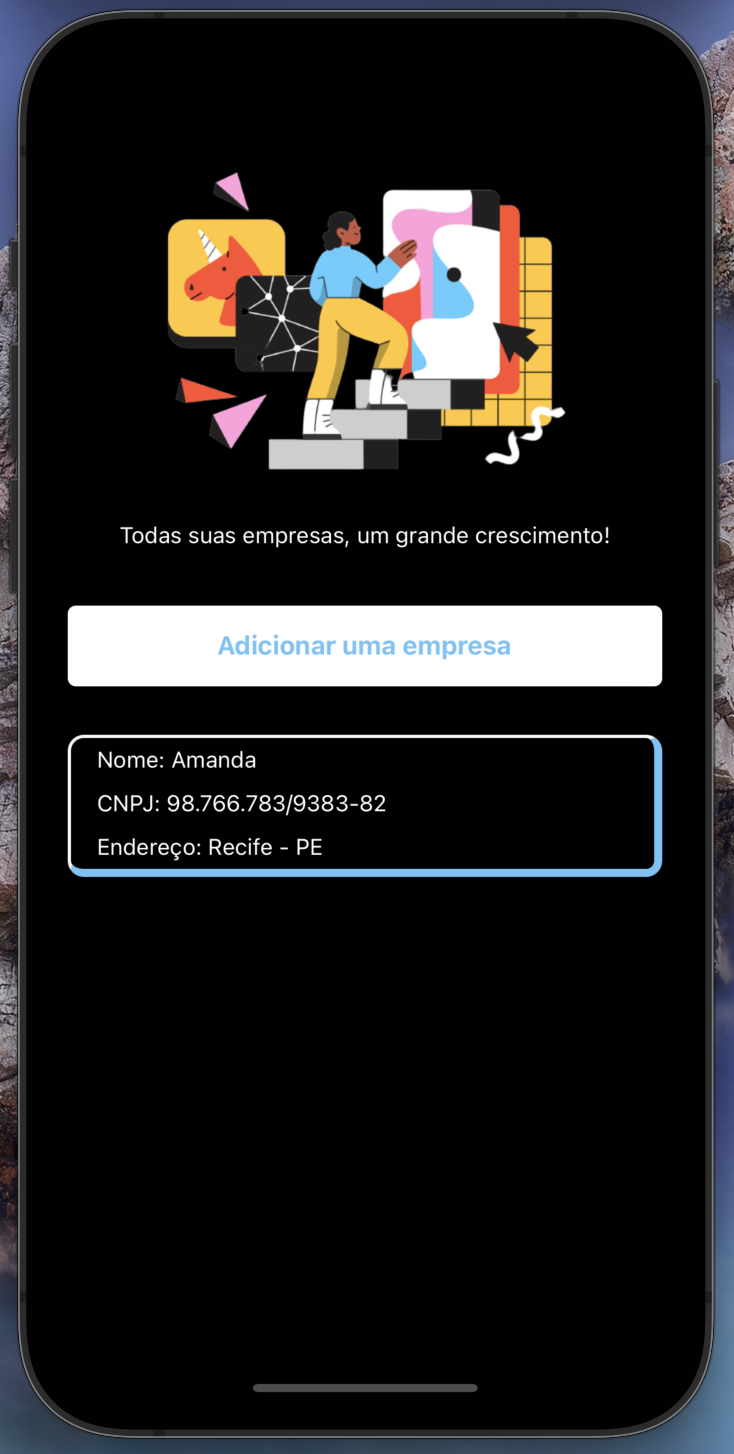 Todas suas empresas, um grande crescimento!
Adicionar uma empresa
Nome: Amanda
CNPJ: 98.766.783/9383-82
Endereço: Recife - PE